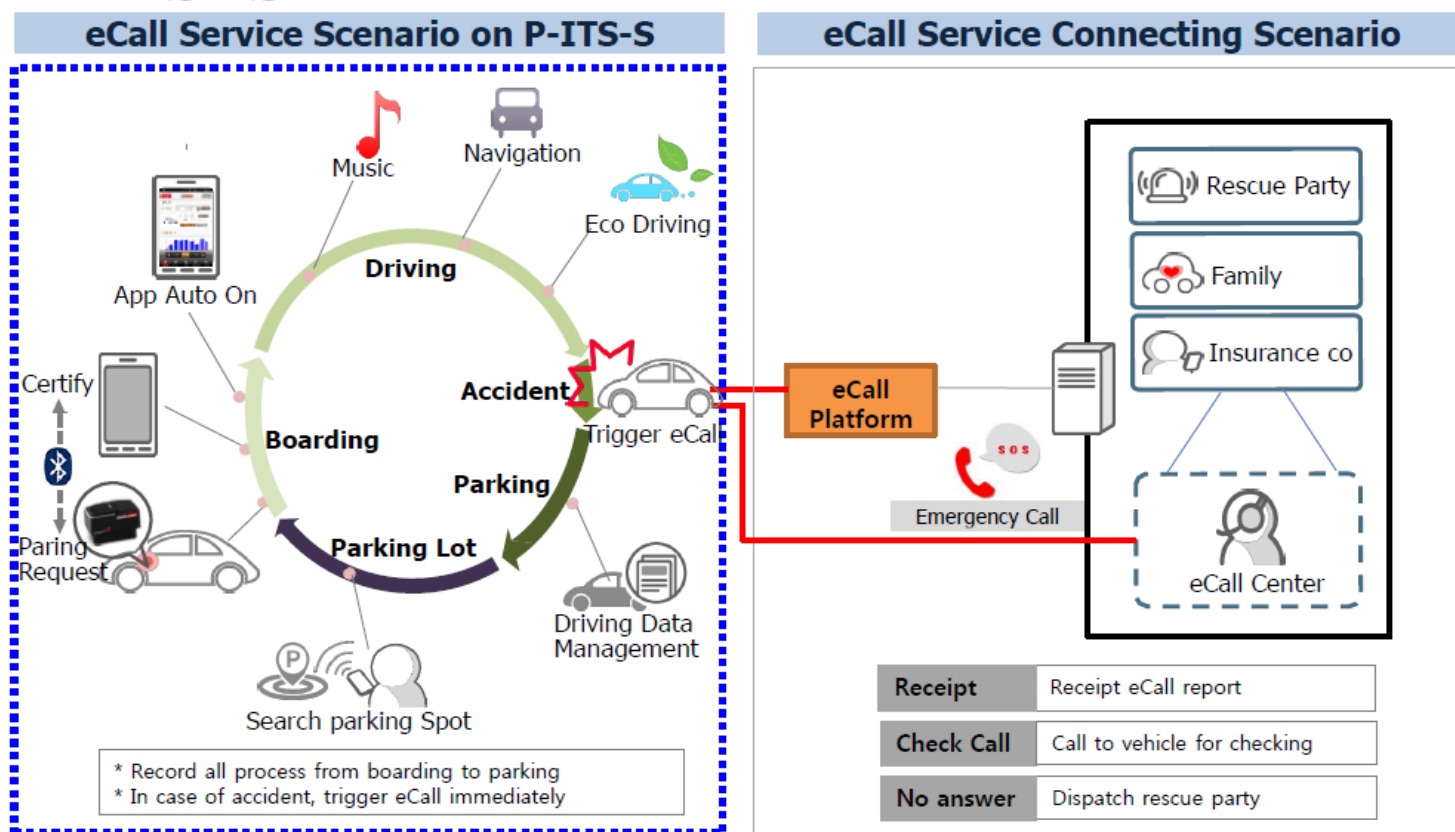 eCall Service Scenario on P-ITS-S
Music
Navigation
Eco Driving
App Auto On
Driving
Certify
Accident
Trigger eCall
Boarding
Parking
Paring
Request
Parking Lot
Driving Data
Management
P
Search parking Spot
* Record all process from boarding to parking
* In case of accident, trigger eCall immediately
eCall Service Connecting Scenario
Rescue Party
Family
Insurance co
eCall
Platform
SOS
Emergency Call
eCall Center
Receipt Receipt eCall report
Check Call Call to vehicle for checking
No answer Dispatch rescue party